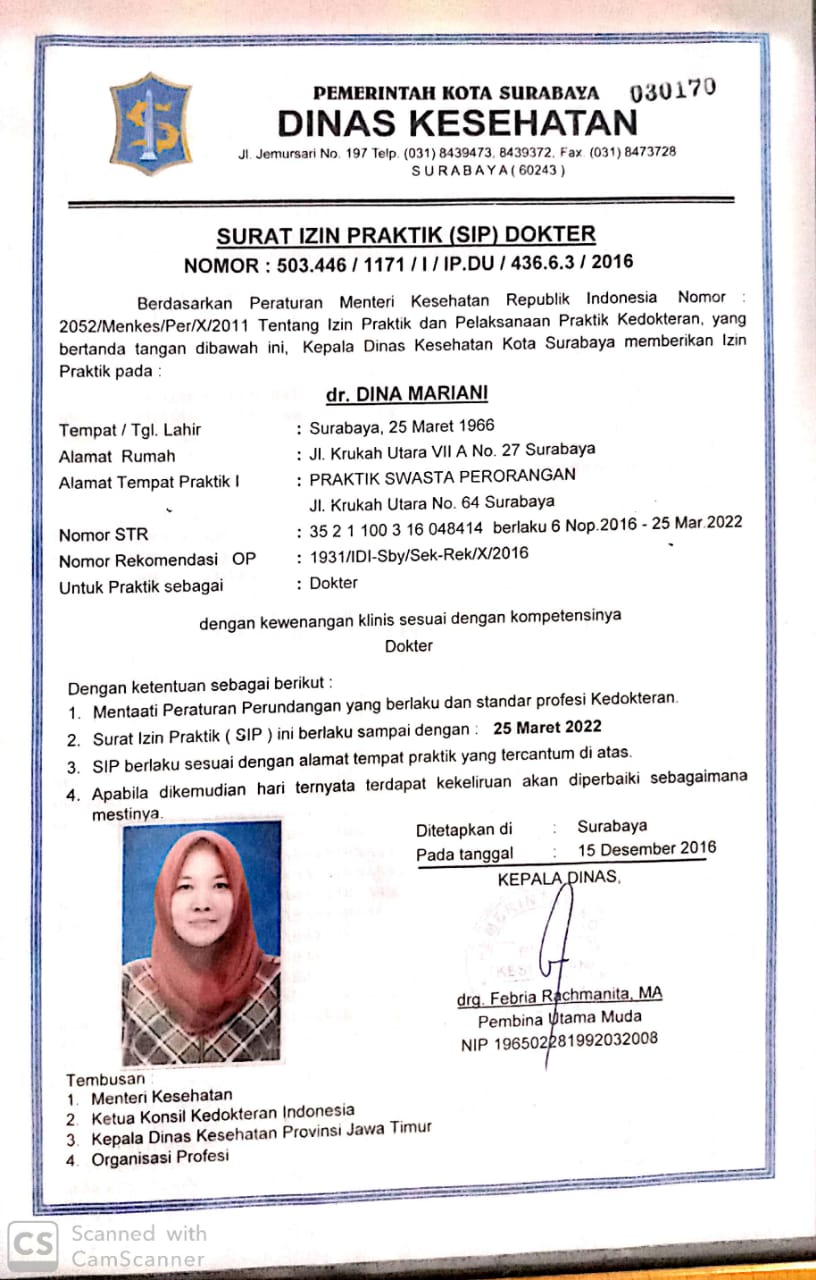 PEMERINTAH KOTA SURABAYA 030170
DINAS KESEHATAN
Jl. Jemursari No. 197 Telp. (031) 8439473, 8439372, Fax. (031) 8473728
SURABAYA ( 60243 )
SURAT IZIN PRAKTIK (SIP) DOKTER
NOMOR : 503.446 / 1171 / I / IP.DU / 436.6.3 / 2016
Berdasarkan Peraturan Menteri Kesehatan Republik Indonesia Nomor :
2052/Menkes/Per/X/2011 Tentang Izin Praktik dan Pelaksanaan Praktik Kedokteran, yang
bertanda tangan dibawah ini, Kepala Dinas Kesehatan Kota Surabaya memberikan Izin
Praktik pada :
dr. DINA MARIANI
Tempat / Tgl. Lahir : Surabaya, 25 Maret 1966
Alamat Rumah : Jl. Krukah Utara VII A No. 27 Surabaya
Alamat Tempat Praktik I : PRAKTIK SWASTA PERORANGAN
Jl. Krukah Utara No. 64 Surabaya
Nomor STR : 35 2 1 100 3 16 048414 berlaku 6 Nop.2016 - 25 Mar.2022
Nomor Rekomendasi OP : 1931/IDI-Sby/Sek-Rek/X/2016
Untuk Praktik sebagai : Dokter
dengan kewenangan klinis sesuai dengan kompetensinya
Dokter
Dengan ketentuan sebagai berikut :
1. Mentaati Peraturan Perundangan yang berlaku dan standar profesi Kedokteran.
2. Surat Izin Praktik ( SIP ) ini berlaku sampai dengan : 25 Maret 2022
3. SIP berlaku sesuai dengan alamat tempat praktik yang tercantum di atas.
4. Apabila dikemudian hari ternyata terdapat kekeliruan akan diperbaiki sebagaimana
mestinya.
Ditetapkan di : Surabaya
Pada tanggal : 15 Desember 2016
KEPALA DINAS,
drg. Febria Rachmanita, MA
Pembina Utama Muda
NIP 196502281992032008
Tembusan :
1. Menteri Kesehatan
2. Ketua Konsil Kedokteran Indonesia
3. Kepala Dinas Kesehatan Provinsi Jawa Timur
4. Organisasi Profesi
CS Scanned with
CamScanner